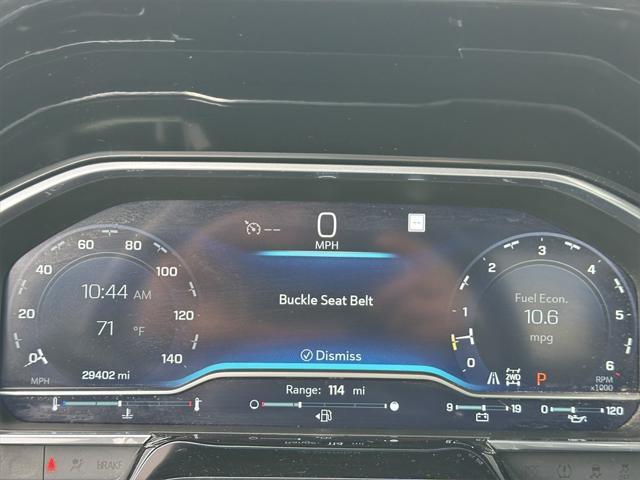 0
MPH
--
20 40 60 80 100 120 140
0
MPH
10:44 AM
71 °F
29402 mi
Buckle Seat Belt
Dismiss
0 1 2 3 4 5 6
RPM
x1000
Fuel Econ.
10.6
mpg
2WD
P
Range: 114 mi
9 19
0 120
BRAKE